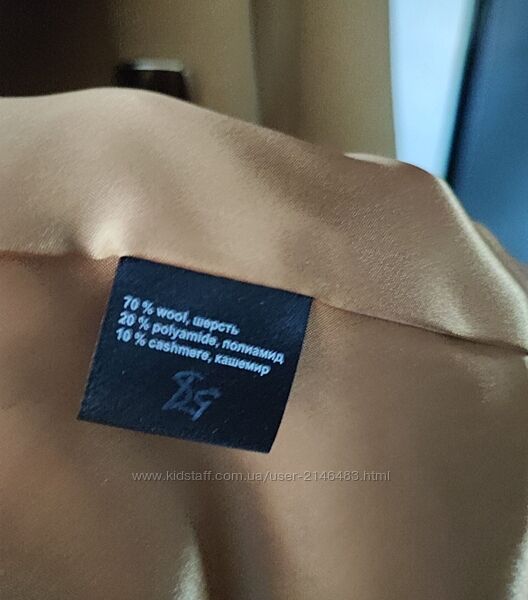 70 % wool, шерсть
20 % polyamide, полиамид
10 % cashmere, кашемир
www.kidstaff.com.ua/user-2146483.html